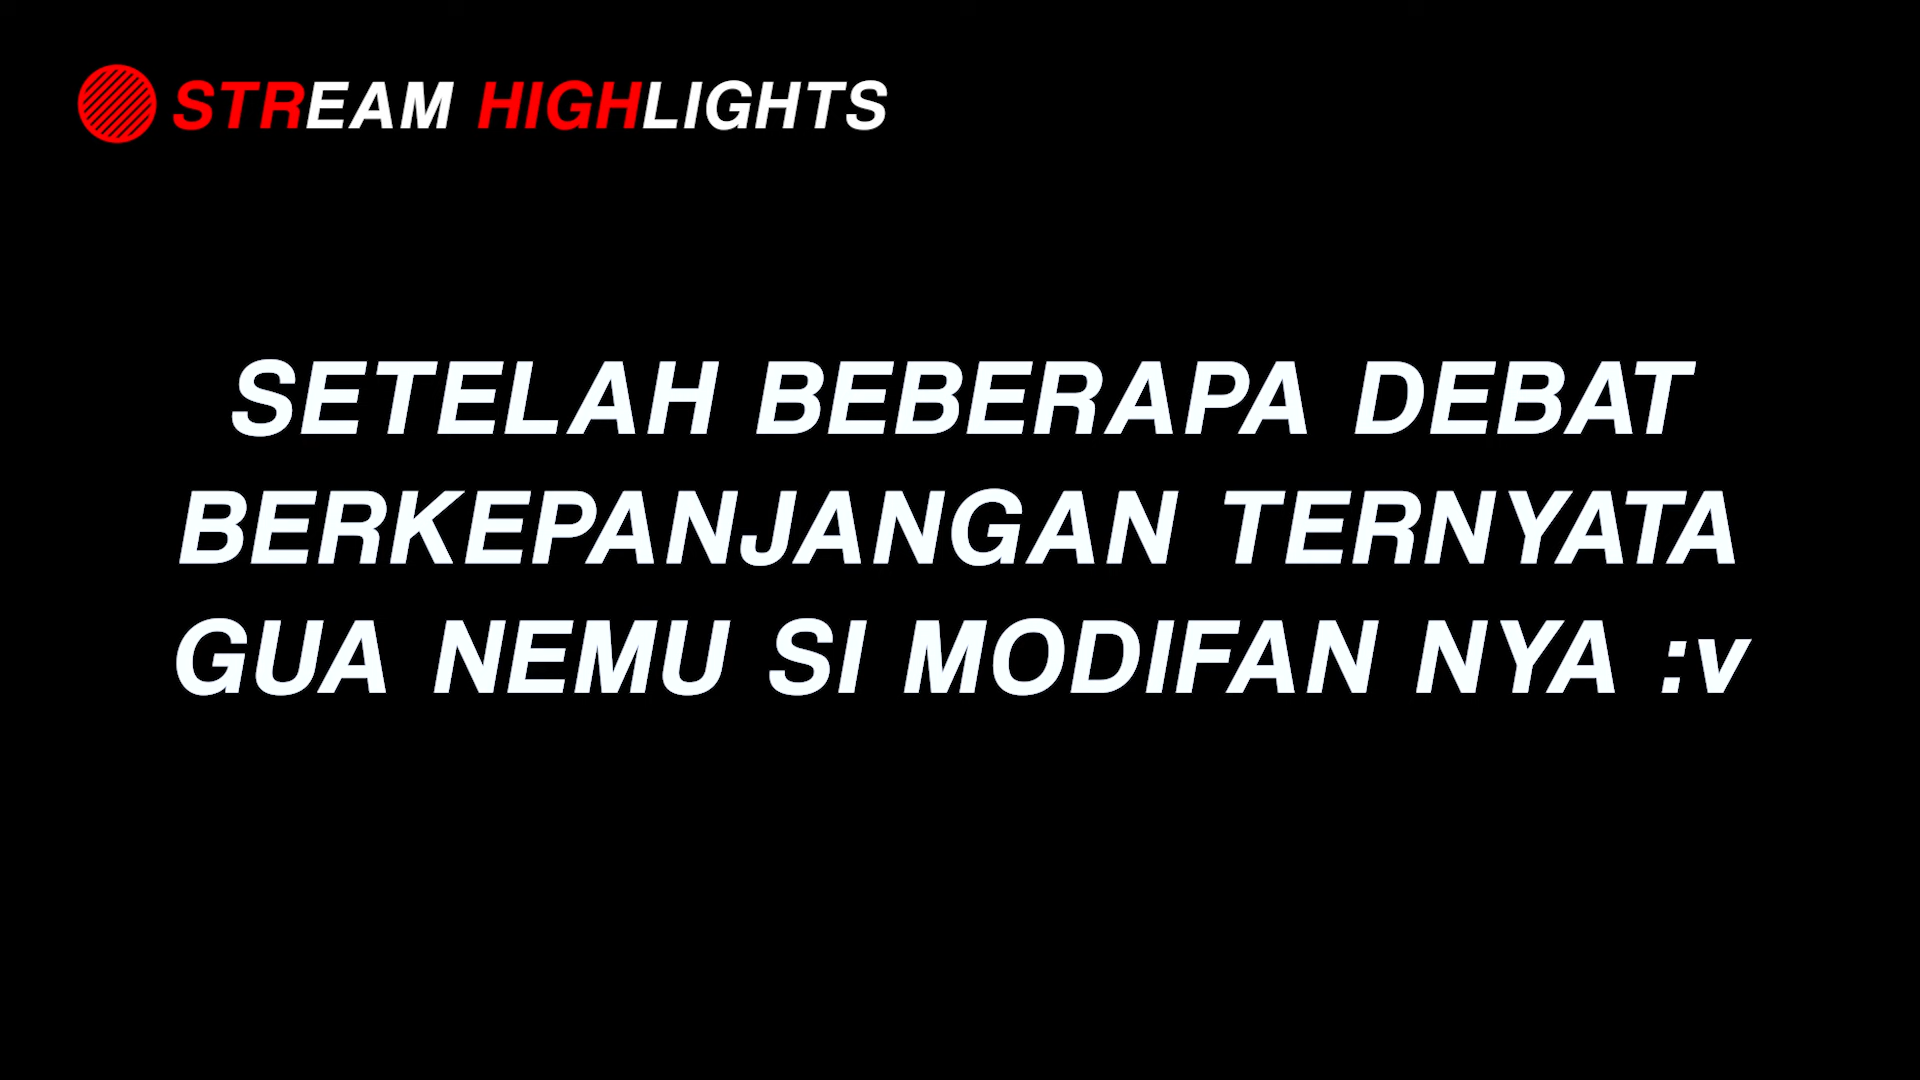 STREAM HIGHLIGHTS
SETELAH BEBERAPA DEBAT
BERKEPANJANGAN TERNYATA
GUA NEMU SI MODIFAN NYA :v